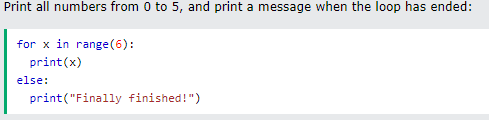 Print all numbers from 0 to 5, and print a message when the loop has ended:
for x in range(6):
  print(x)
else:
  print("Finally finished!")